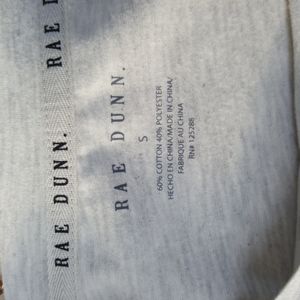 RAE DUNN. RAE D
RAE DUNN.
S
60% COTTON 40% POLYESTER
HECHO EN CHINA/MADE IN CHINA/
FABRIQUE AU CHINA
RN# 125288